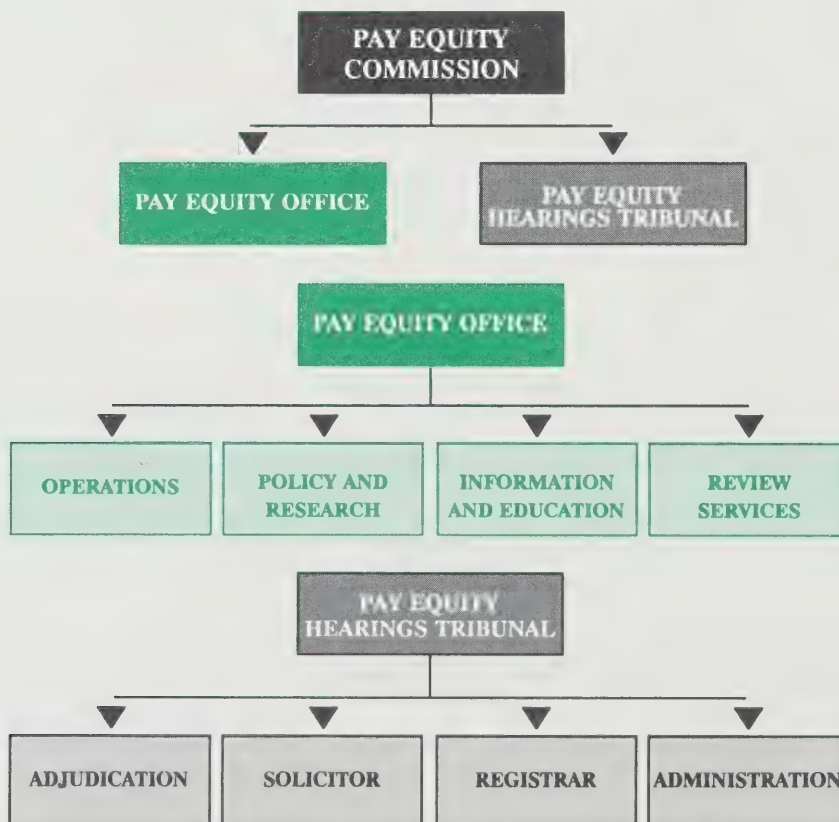 PAY EQUITY
COMMISSION
PAY EQUITY OFFICE
PAY EQUITY
HEARINGS TRIBUNAL
PAY EQUITY OFFICE
OPERATIONS
POLICY AND
RESEARCH
INFORMATION
AND EDUCATION
REVIEW
SERVICES
PAY EQUITY
HEARINGS TRIBUNAL
ADJUDICATION
SOLICITOR
REGISTRAR
ADMINISTRATION